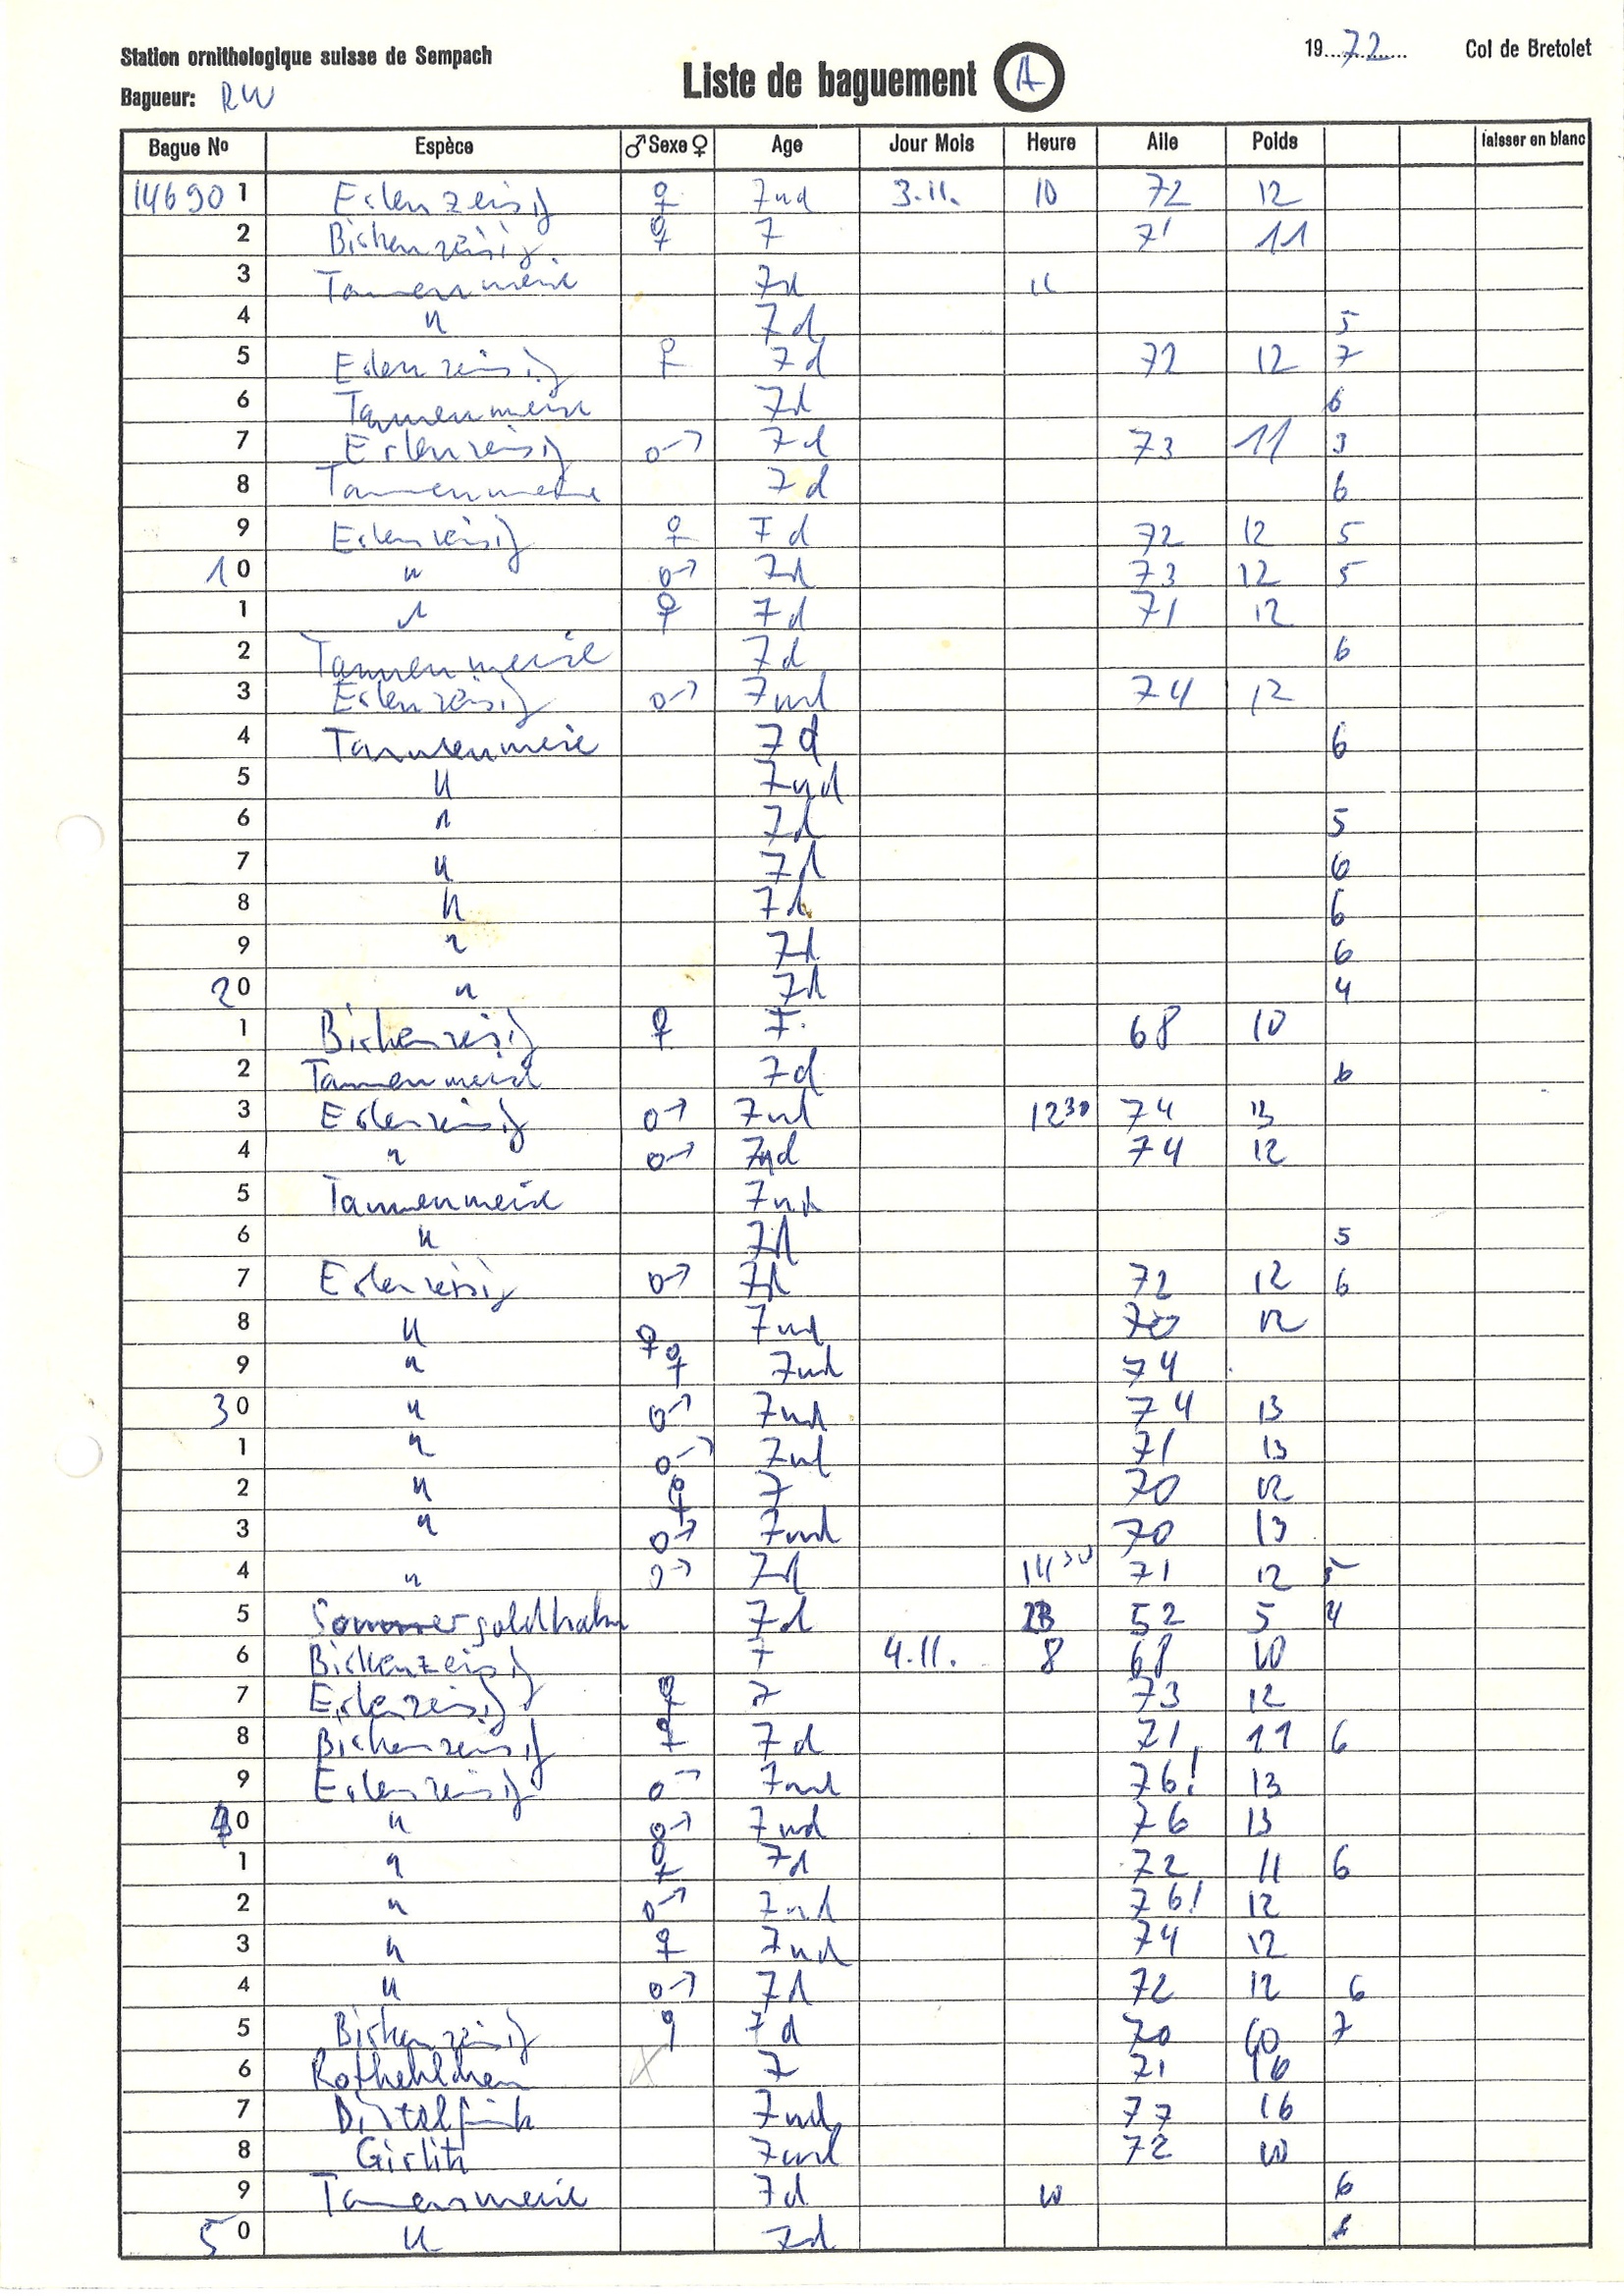 Station ornithologique suisse de Sempach
Liste de baguement A
1972 Col de Bretolet
Bagueur: RW
Bague No Espèce ♂ Sexe ♀ Age Jour Mois Heure Aile Poids laisser en blanc
146901 Erlenzeisig ♀ 7nd 3.11. 10 72 12
2 Birkenzeisig ♀ 7 71 11
3 Tannenmeise 7d 11
4 " 7d 5
5 Erlenzeisig ♀ 7d 72 12 7
6 Tannenmeise 7d 6
7 Erlenzeisig ♂ 7d 73 11 3
8 Tannenmeise 7d 6
9 Erlenzeisig ♀ 7d 72 12 5
10 " ♂ 7d 73 12 5
1 " ♀ 7d 71 12
2 Tannenmeise 7d 6
3 Erlenzeisig ♂ 7nd 74 12
4 Tannenmeise 7d 6
5 " 7nd
6 " 7d 5
7 " 7d 6
8 " 7d 6
9 " 7d 6
20 " 7d 4
1 Birkenzeisig ♀ 7. 68 10
2 Tannenmeise 7d 6
3 Erlenzeisig ♂ 7nd 1230 74 13
4 " ♂ 7nd 74 12
5 Tannenmeise 7nd
6 " 7d 5
7 Erlenzeisig ♂ 7d 72 12 6
8 " ♀ 7nd 70 12
9 " ♀ 7nd 74
30 " ♂ 7nd 74 13
1 " ♂ 7nd 71 13
2 " ♀ 7 70 12
3 " ♂ 7nd 70 13
4 " ♂ 7d 1430 71 12 5
5 Sommergoldhahn 7d 52 5 4
6 Birkenzeisig 7 4.11. 8 68 10
7 Erlenzeisig ♀ 7 73 12
8 Birkenzeisig ♀ 7d 71 11 6
9 Erlenzeisig ♂ 7nd 76! 13
40 " ♂ 7nd 76 13
1 " ♀ 7d 72 11 6
2 " ♂ 7nd 76! 12
3 " ♀ 7nd 74 12
4 " ♂ 7d 72 12 6
5 Birkenzeisig ♀ 7d 70 10 7
6 Rotkehlchen 7 71 16
7 Distelfink 7nd 77 16
8 Girlitz 7nd 72 10
9 Tannenmeise 7d 10 6
50 " 7d